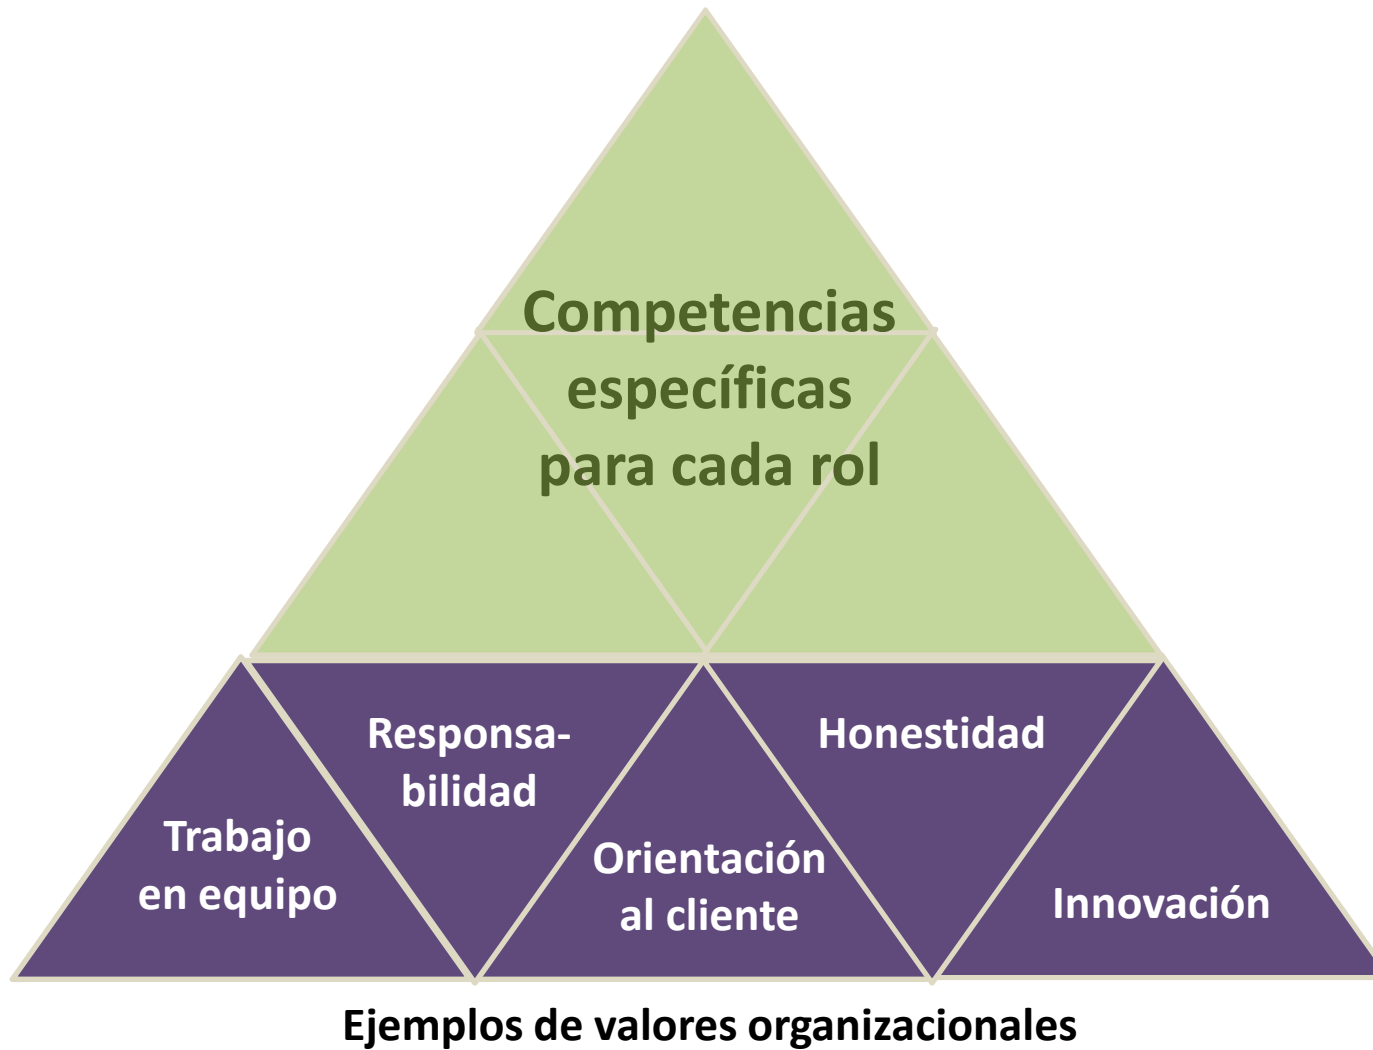 Competencias
específicas
para cada rol
Responsa-
bilidad
Honestidad
Trabajo
en equipo
Orientación
al cliente
Innovación
Ejemplos de valores organizacionales